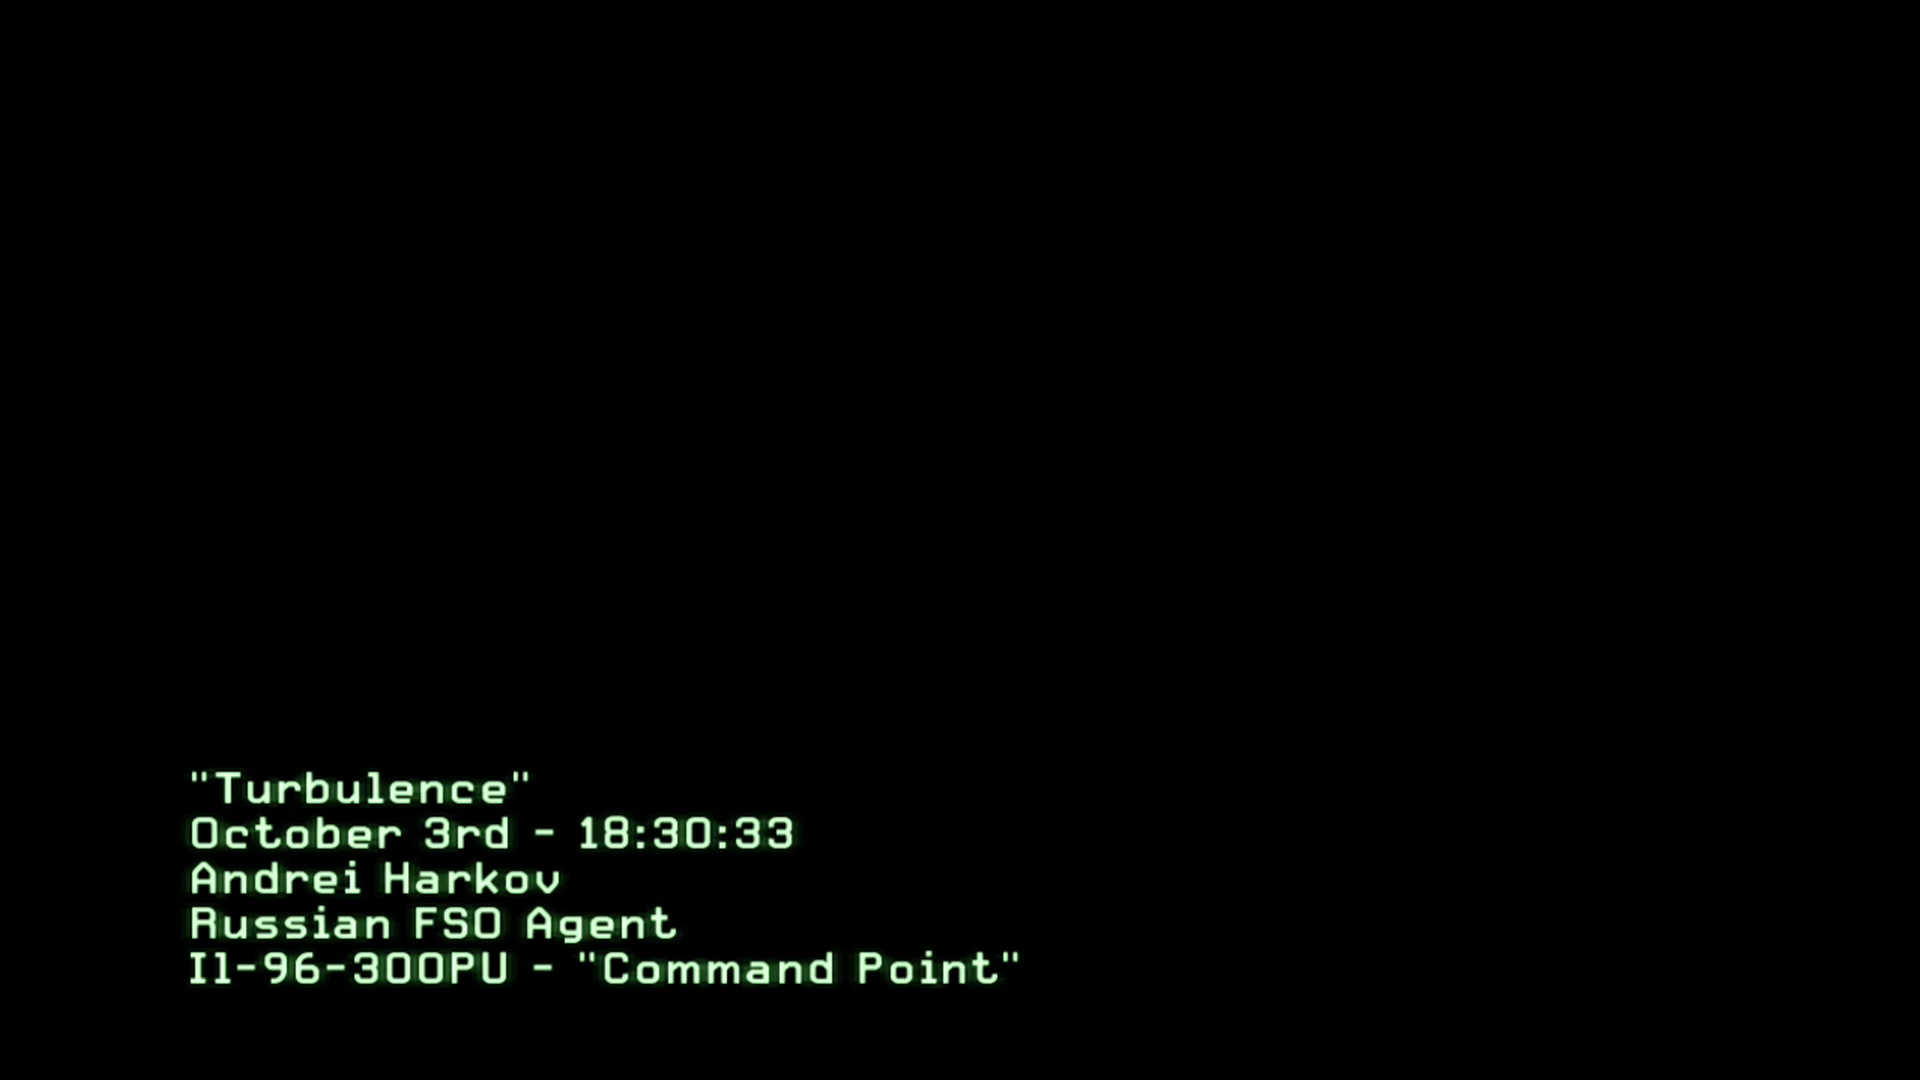 "Turbulence"
October 3rd - 18:30:33
Andrei Harkov
Russian FSO Agent
Il-96-300PU - "Command Point"